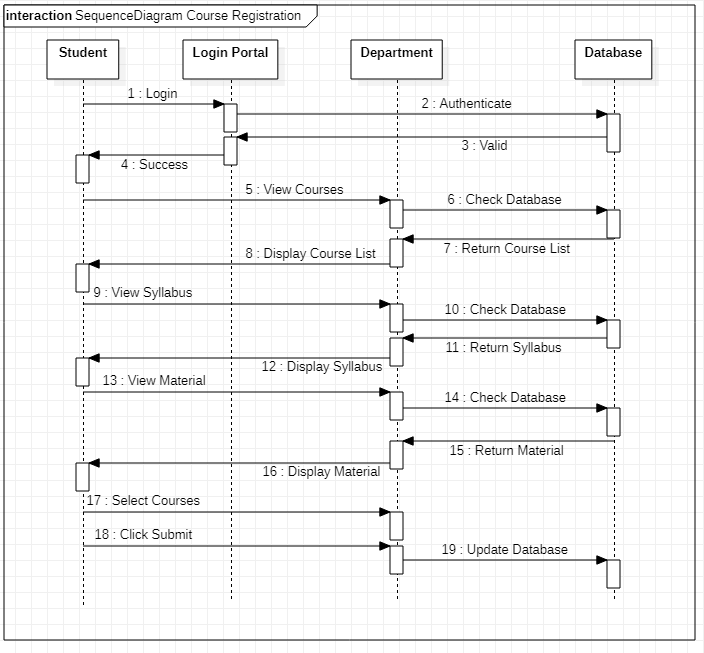 interaction SequenceDiagram Course Registration
Student
Login Portal
Department
Database
1 : Login
2 : Authenticate
3 : Valid
4 : Success
5 : View Courses
6 : Check Database
7 : Return Course List
8 : Display Course List
9 : View Syllabus
10 : Check Database
11 : Return Syllabus
12 : Display Syllabus
13 : View Material
14 : Check Database
15 : Return Material
16 : Display Material
17 : Select Courses
18 : Click Submit
19 : Update Database